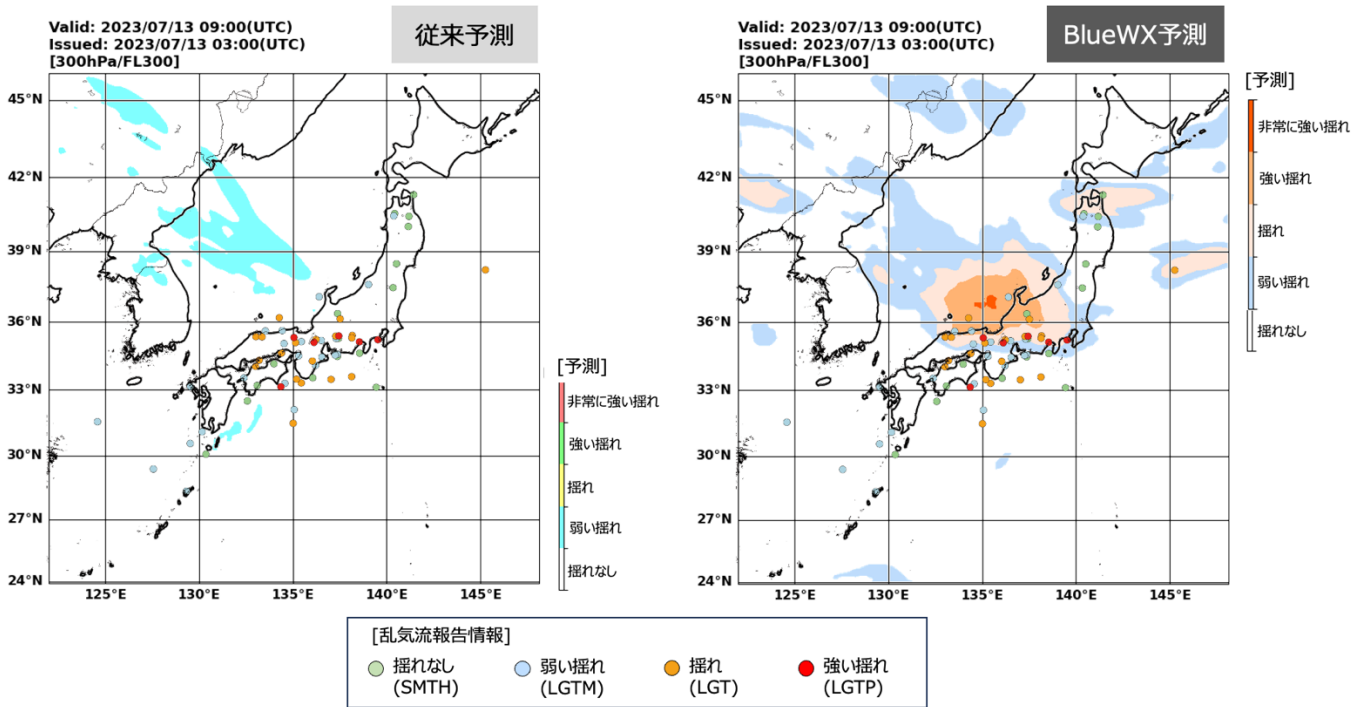 Valid: 2023/07/13 09:00(UTC)
Issued: 2023/07/13 03:00(UTC)
[300hPa/FL300]
従来予測
45°N
42°N
39°N
36°N
33°N
30°N
27°N
24°N
125°E
130°E
135°E
140°E
145°E
[予測]
非常に強い揺れ
強い揺れ
揺れ
弱い揺れ
揺れなし
Valid: 2023/07/13 09:00(UTC)
Issued: 2023/07/13 03:00(UTC)
[300hPa/FL300]
BlueWX予測
45°N
42°N
39°N
36°N
33°N
30°N
27°N
24°N
125°E
130°E
135°E
140°E
145°E
[予測]
非常に強い揺れ
強い揺れ
揺れ
弱い揺れ
揺れなし
[乱気流報告情報]
揺れなし
(SMTH)
弱い揺れ
(LGTM)
揺れ
(LGT)
強い揺れ
(LGTP)